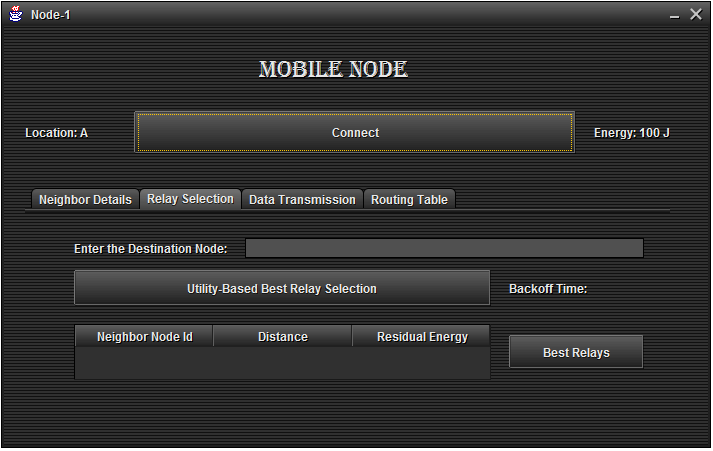 Node-1
MOBILE NODE
Location: A
Connect
Energy: 100 J
Neighbor Details
Relay Selection
Data Transmission
Routing Table
Enter the Destination Node:
Utility-Based Best Relay Selection
Backoff Time:
Neighbor Node Id
Distance
Residual Energy
Best Relays